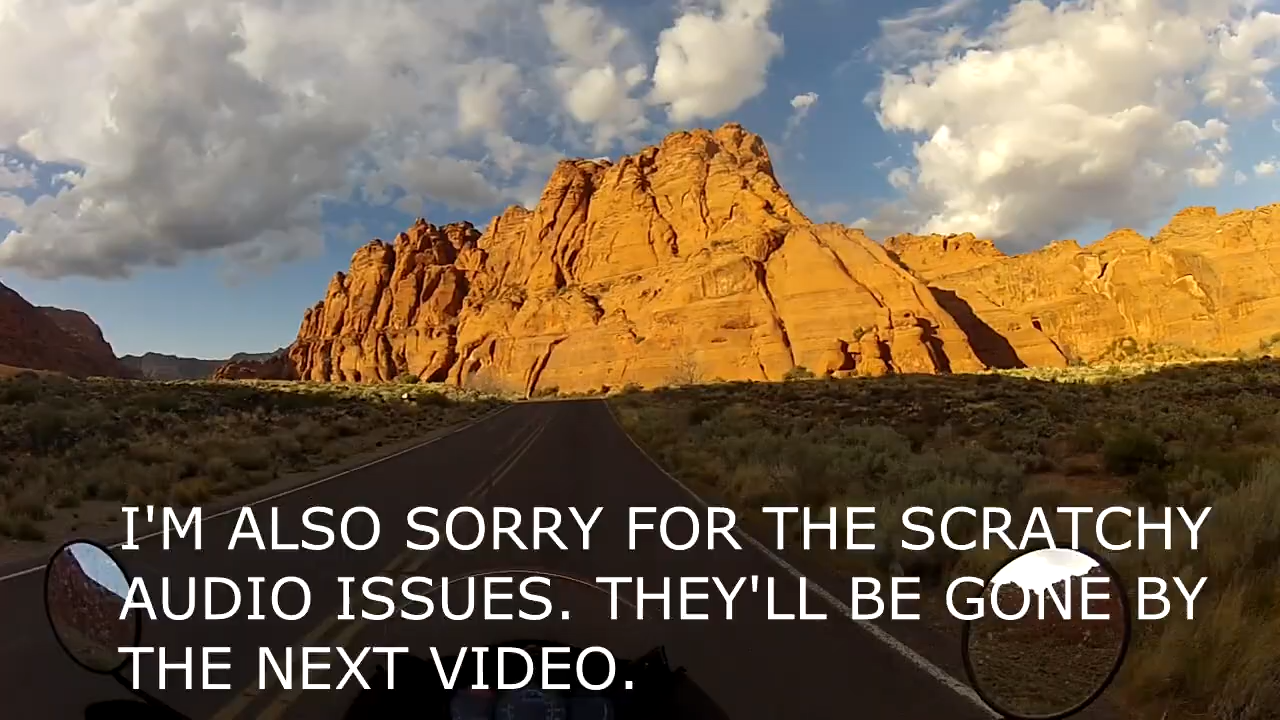 I'M ALSO SORRY FOR THE SCRATCHY
AUDIO ISSUES. THEY'LL BE GONE BY
THE NEXT VIDEO.